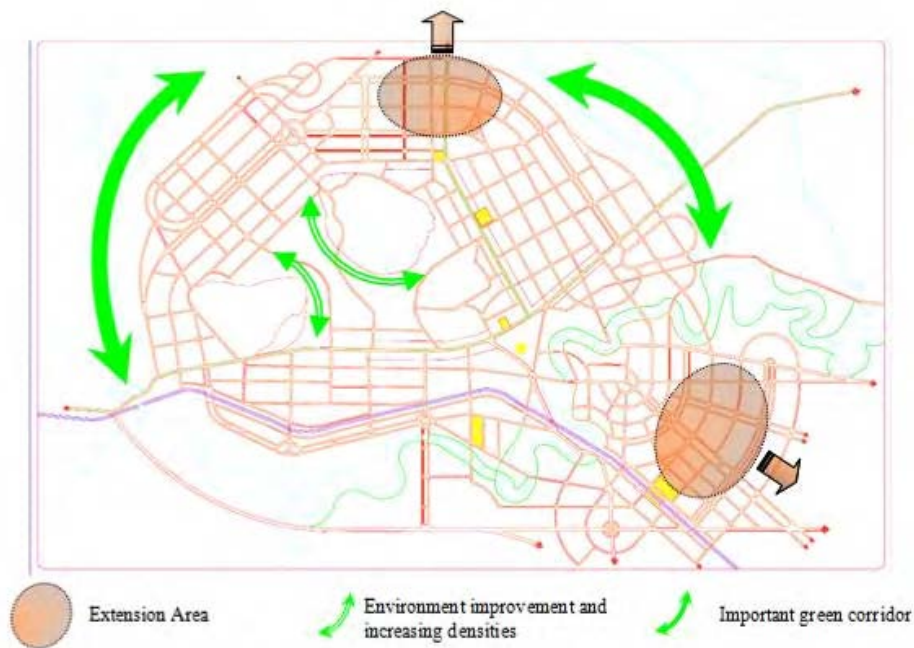 Extension Area
Environment improvement and
increasing densities
Important green corridor